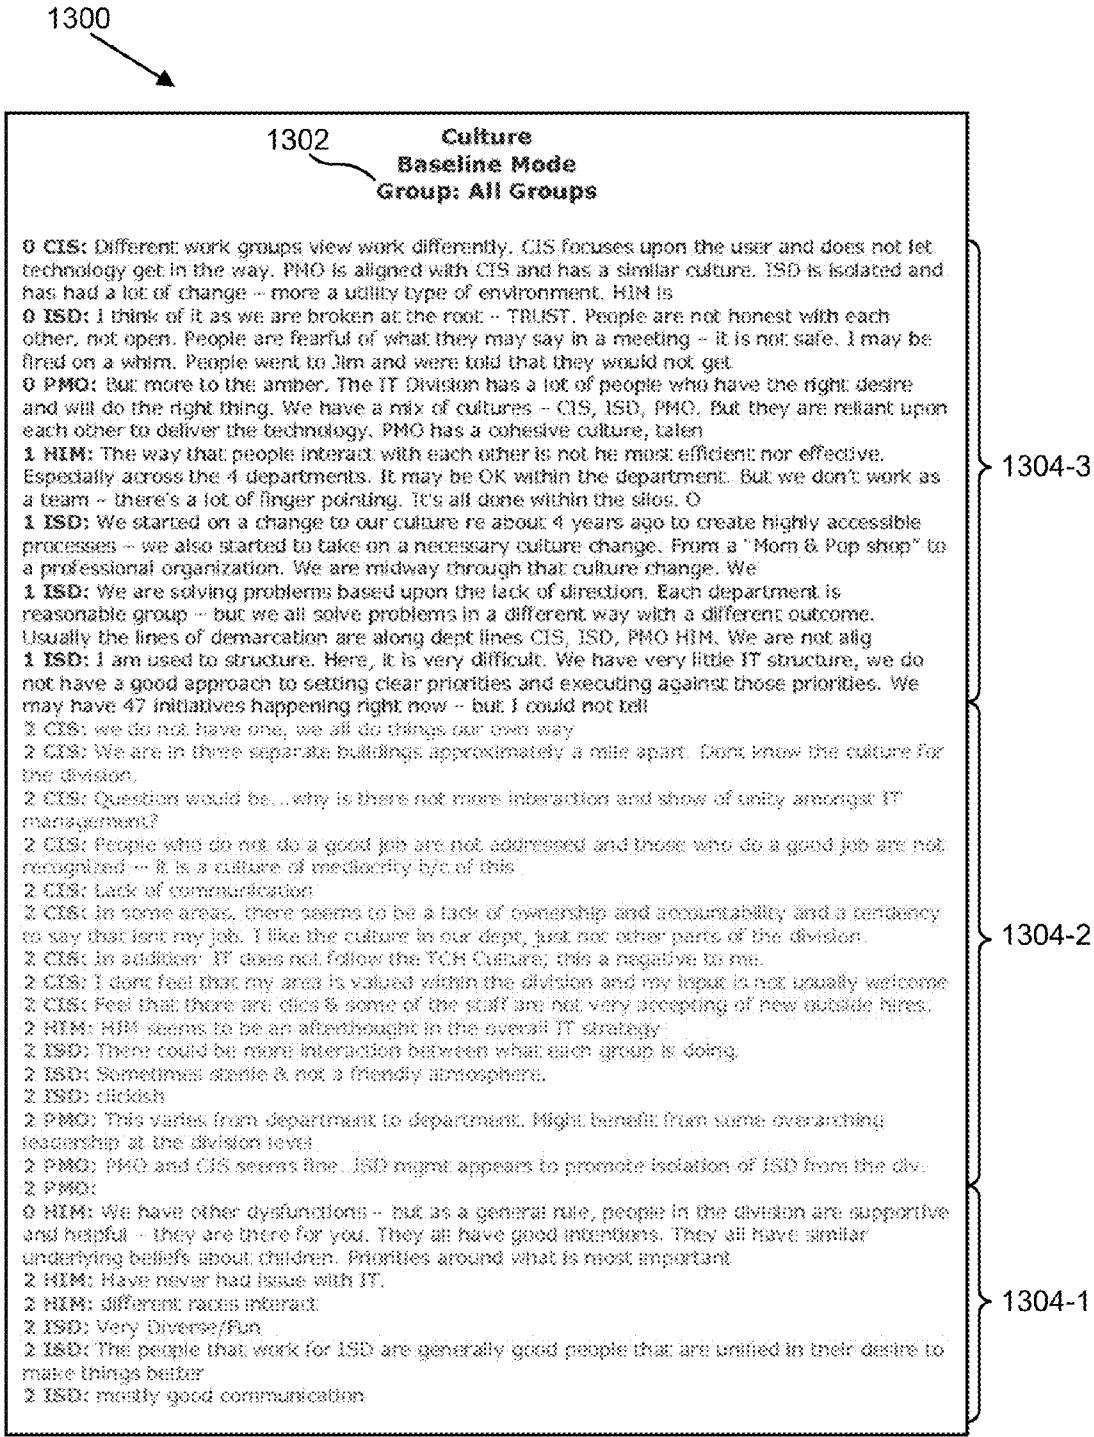 1300
1302
Culture
Baseline Mode
Group: All Groups
0 CIS: Different work groups view work differently. CIS focuses upon the user and does not let
technology get in the way. PMO is aligned with CIS and has a similar culture. ISD is isolated and
has had a lot of change -- more a utility type of environment. HIM is
0 ISD: I think of it as we are broken at the root -- TRUST. People are not honest with each
other, not open. People are fearful of what they may say in a meeting -- it is not safe. I may be
fired on a whim. People went to Jim and were told that they would not get
0 PMO: But more to the amber. The IT Division has a lot of people who have the right desire
and will do the right thing. We have a mix of cultures -- CIS, ISD, PMO. But they are reliant upon
each other to deliver the technology. PMO has a cohesive culture, talen
1 HIM: The way that people interact with each other is not he most efficient nor effective.
Especially across the 4 departments. It may be OK within the department. But we don't work as
a team -- there's a lot of finger pointing. It's all done within the silos. O
1304-3
1 ISD: We started on a change to our culture re about 4 years ago to create highly accessible
processes -- we also started to take on a necessary culture change. From a "Mom & Pop shop" to
a professional organization. We are midway through that culture change. We
1 ISD: We are solving problems based upon the lack of direction. Each department is
reasonable group -- but we all solve problems in a different way with a different outcome.
Usually the lines of demarcation are along dept lines CIS, ISD, PMO HIM. We are not alig
1 ISD: I am used to structure. Here, it is very difficult. We have very little IT structure, we do
not have a good approach to setting clear priorities and executing against those priorities. We
may have 47 initiatives happening right now -- but I could not tell
2 CIS: we do not have one, we all do things our own way
2 CIS: We are in three separate buildings approximately a mile apart. Dont know the culture for
the division.
2 CIS: Question would be...why is there not more interaction and show of unity amongst IT
management?
2 CIS: People who do not do a good job are not addressed and those who do a good job are not
recognized -- it is a culture of mediocrity b/c of this
2 CIS: Lack of communication
2 CIS: In some areas, there seems to be a lack of ownership and accountability and a tendency
to say that isnt my job. I like the culture in our dept, just not other parts of the division.
1304-2
2 CIS: In addition: IT does not follow the TCH Culture; this a negative to me.
2 CIS: I dont feel that my area is valued within the division and my input is not usually welcome
2 CIS: Feel that there are clics & some of the staff are not very accepting of new outside hires.
2 HIM: HIM seems to be an afterthought in the overall IT strategy
2 ISD: There could be more interaction between what each group is doing.
2 ISD: Sometimes sterile & not a friendly atmosphere.
2 ISD: clickish
2 PMO: This varies from department to department. Might benefit from some overarching
leadership at the division level
2 PMO: PMO and CIS seems fine. ISD mgmt appears to promote isolation of ISD from the div.
2 PMO:
0 HIM: We have other dysfunctions -- but as a general rule, people in the division are supportive
and helpful -- they are there for you. They all have good intentions. They all have similar
underlying beliefs about children. Priorities around what is most important
2 HIM: Have never had issue with IT.
2 HIM: different races interact
1304-1
2 ISD: Very Diverse/Fun
2 ISD: The people that work for ISD are generally good people that are unified in their desire to
make things better
2 ISD: mostly good communication